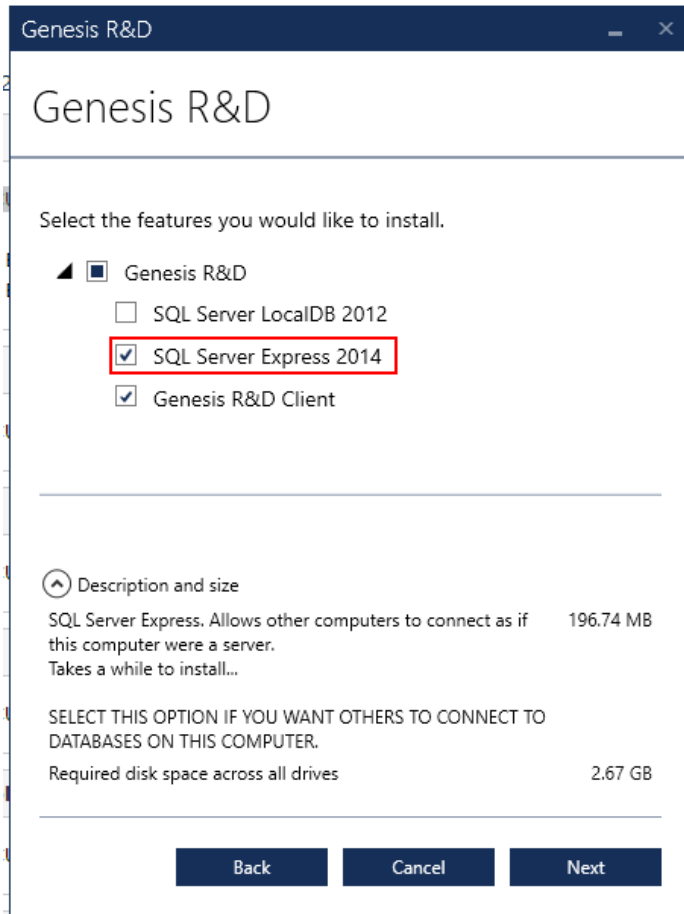 Genesis R&D
Genesis R&D
Select the features you would like to install.
Genesis R&D
SQL Server LocalDB 2012
SQL Server Express 2014
Genesis R&D Client
Description and size
SQL Server Express. Allows other computers to connect as if 196.74 MB
this computer were a server.
Takes a while to install...
SELECT THIS OPTION IF YOU WANT OTHERS TO CONNECT TO
DATABASES ON THIS COMPUTER.
Required disk space across all drives 2.67 GB
Back Cancel Next